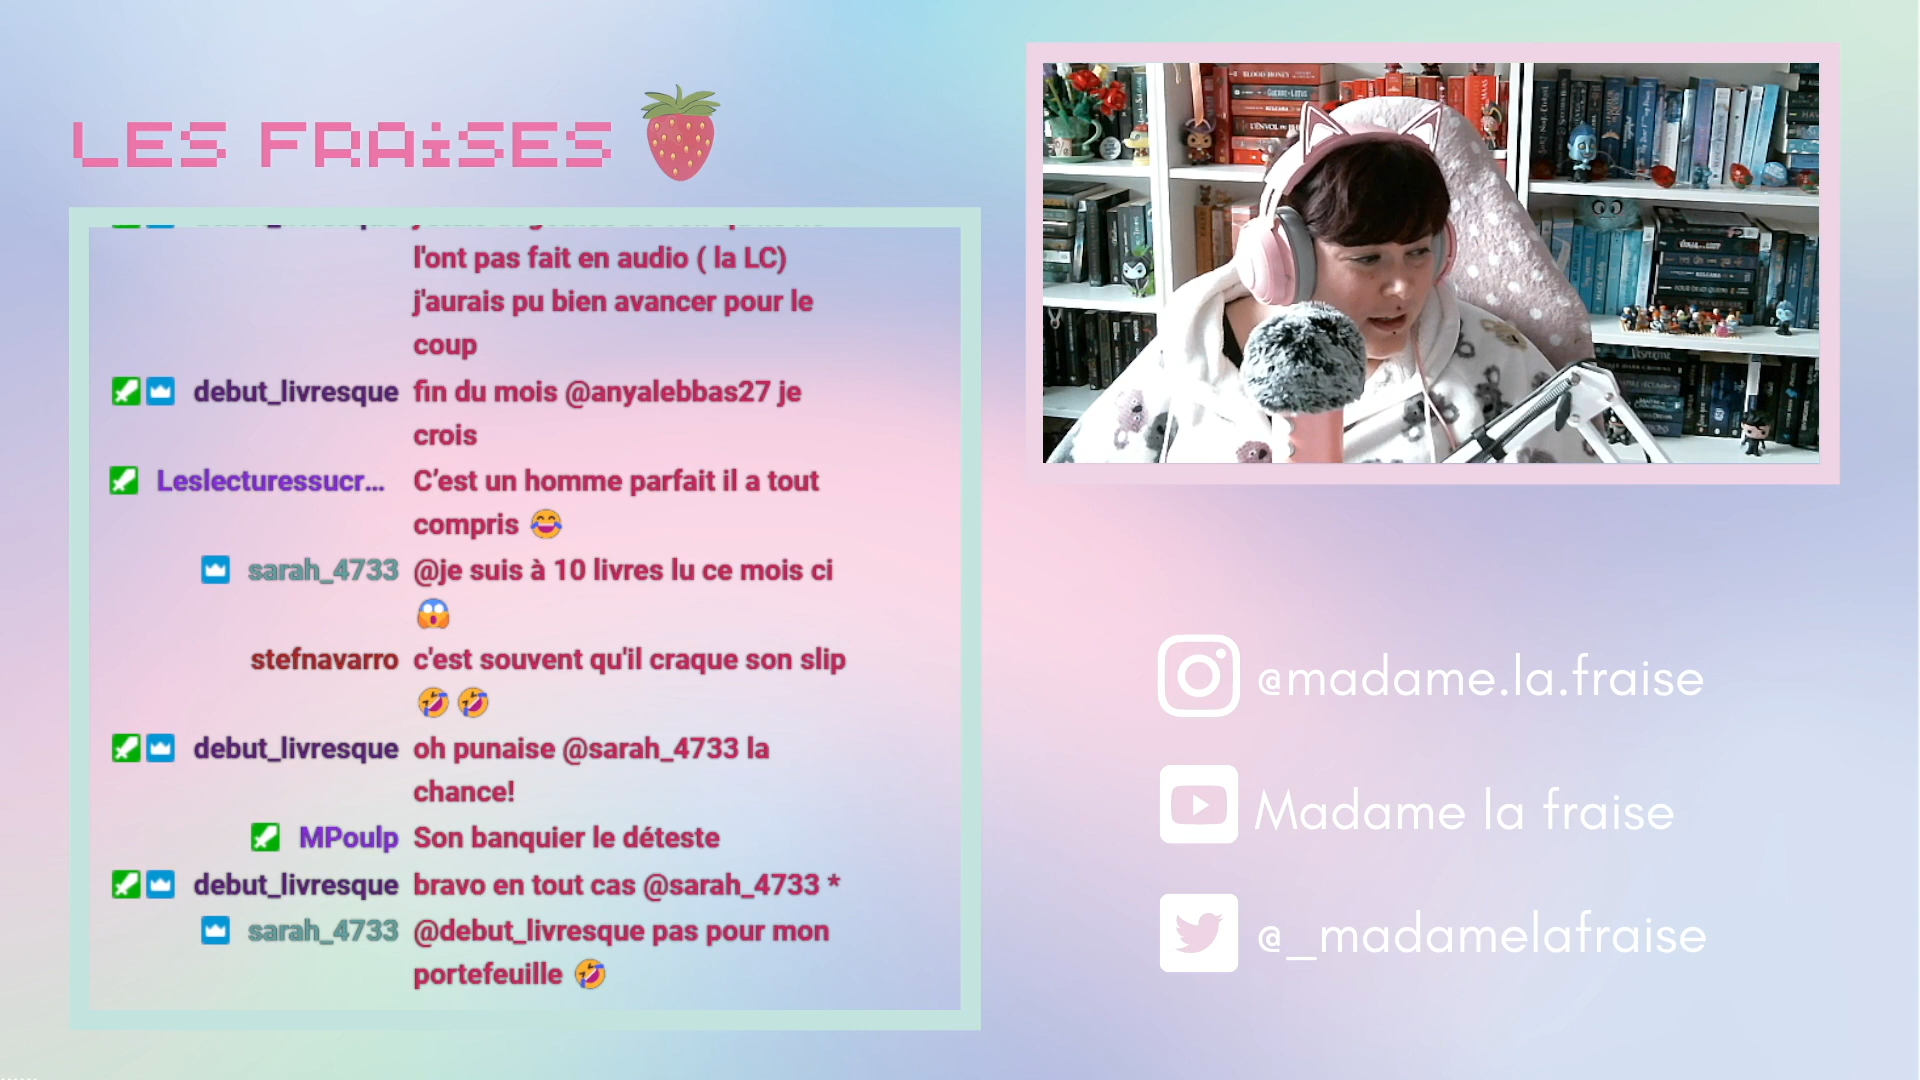 LES FRAiSES
l'ont pas fait en audio ( la LC)
j'aurais pu bien avancer pour le
coup
debut_livresque fin du mois @anyalebbas27 je
crois
Leslecturessucr... C'est un homme parfait il a tout
compris 😂
sarah_4733 @je suis à 10 livres lu ce mois ci
😱
stefnavarro c'est souvent qu'il craque son slip
🤣 🤣
debut_livresque oh punaise @sarah_4733 la
chance!
MPoulp Son banquier le déteste
debut_livresque bravo en tout cas @sarah_4733 *
sarah_4733 @debut_livresque pas pour mon
portefeuille 🤣
BLOOD HONEY
@madame.la.fraise
Madame la fraise
@_madamelafraise